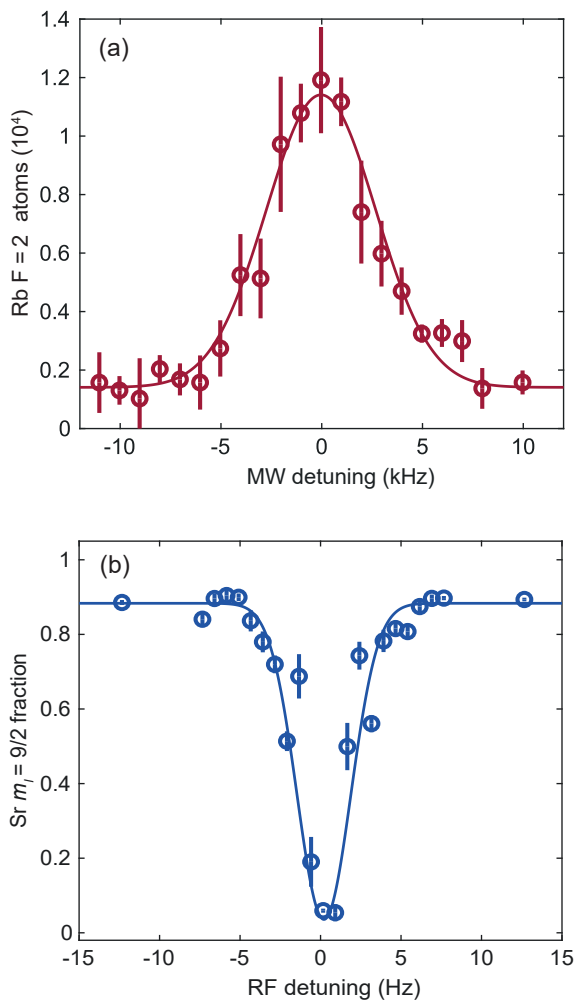 (a)
Rb F = 2 atoms (10⁴)
1.4
1.2
1
0.8
0.6
0.4
0.2
0
-10 -5 0 5 10
MW detuning (kHz)
(b)
Sr m_I = 9/2 fraction
1
0.8
0.6
0.4
0.2
0
-15 -10 -5 0 5 10 15
RF detuning (Hz)